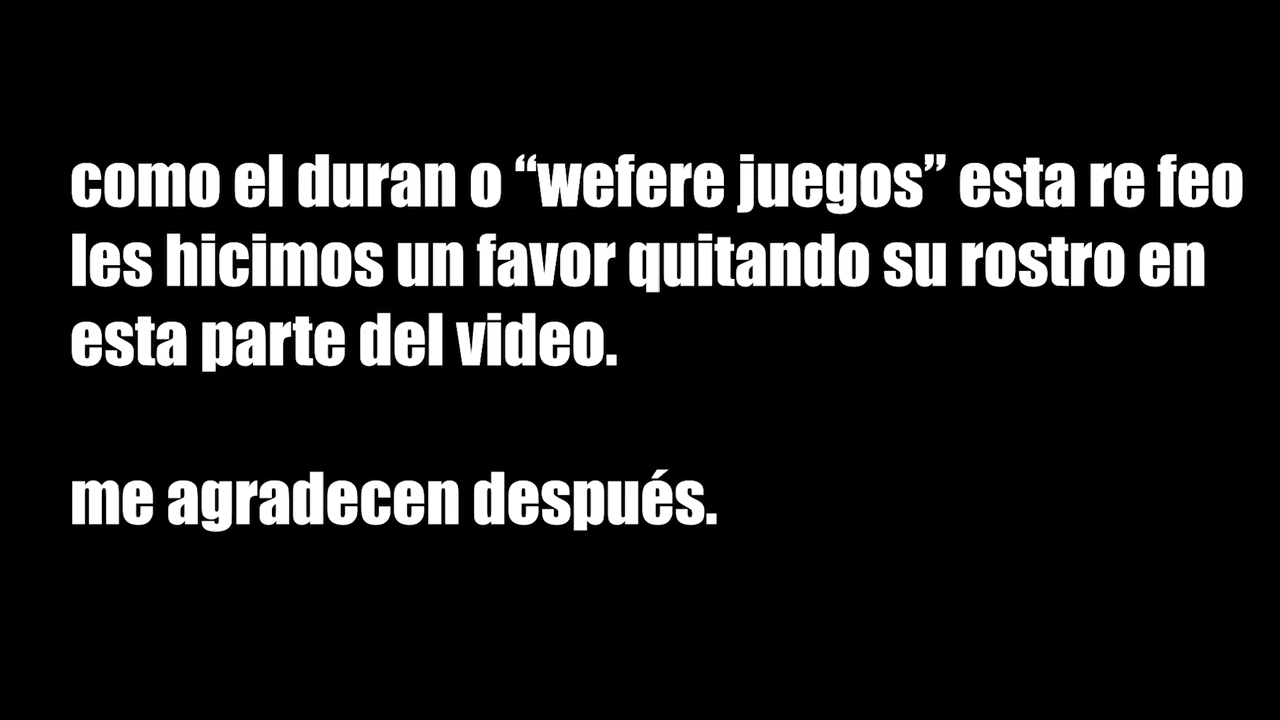 como el duran o “wefere juegos” esta re feo
les hicimos un favor quitando su rostro en
esta parte del video.
me agradecen después.